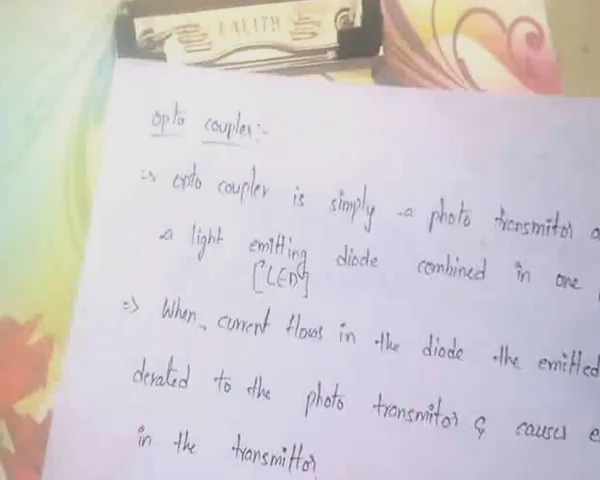 LALITH
opto coupler:-
⇒ opto coupler is simply a photo transmitor
a light emitting diode combined in one
[LED]
⇒ When, current flows in the diode the emitted
derated to the photo transmitor & causes
in the transmittor